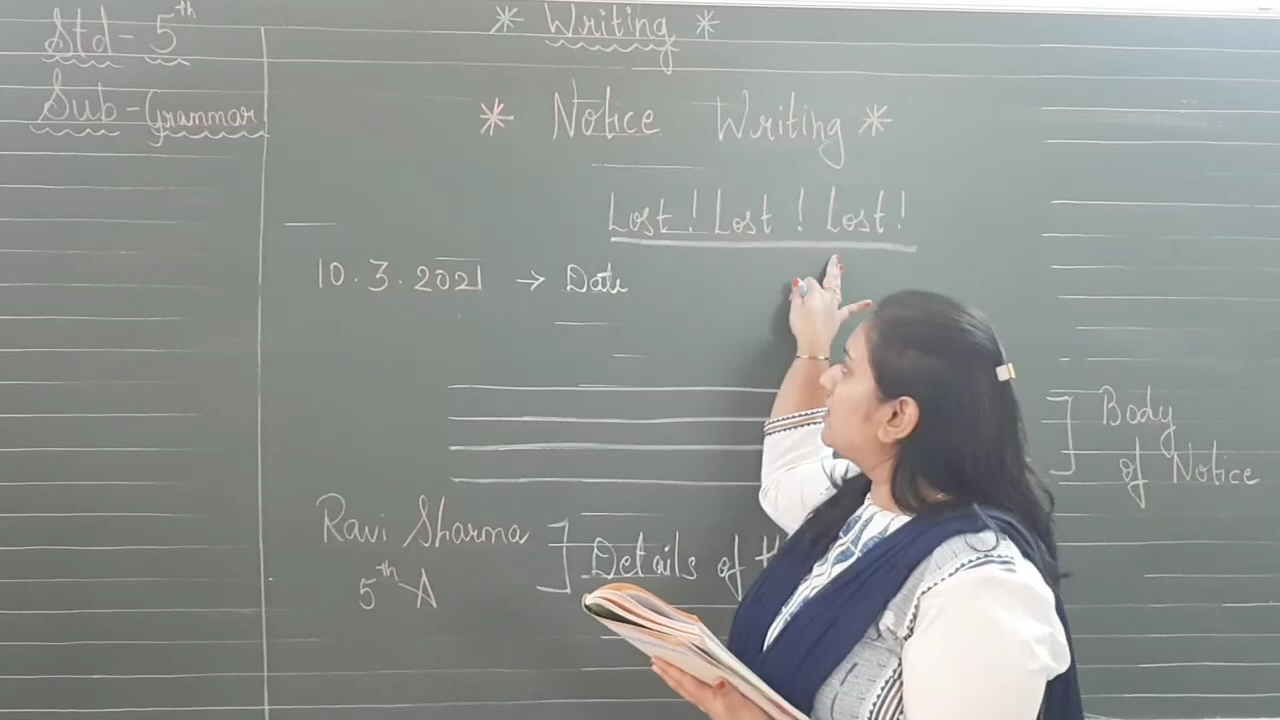 Std - 5th
Sub - Grammar
* Writing *
* Notice Writing *
Lost! Lost! Lost!
10.3.2021 → Date
] Body
of Notice
Ravi Sharma ] Details of
5th A